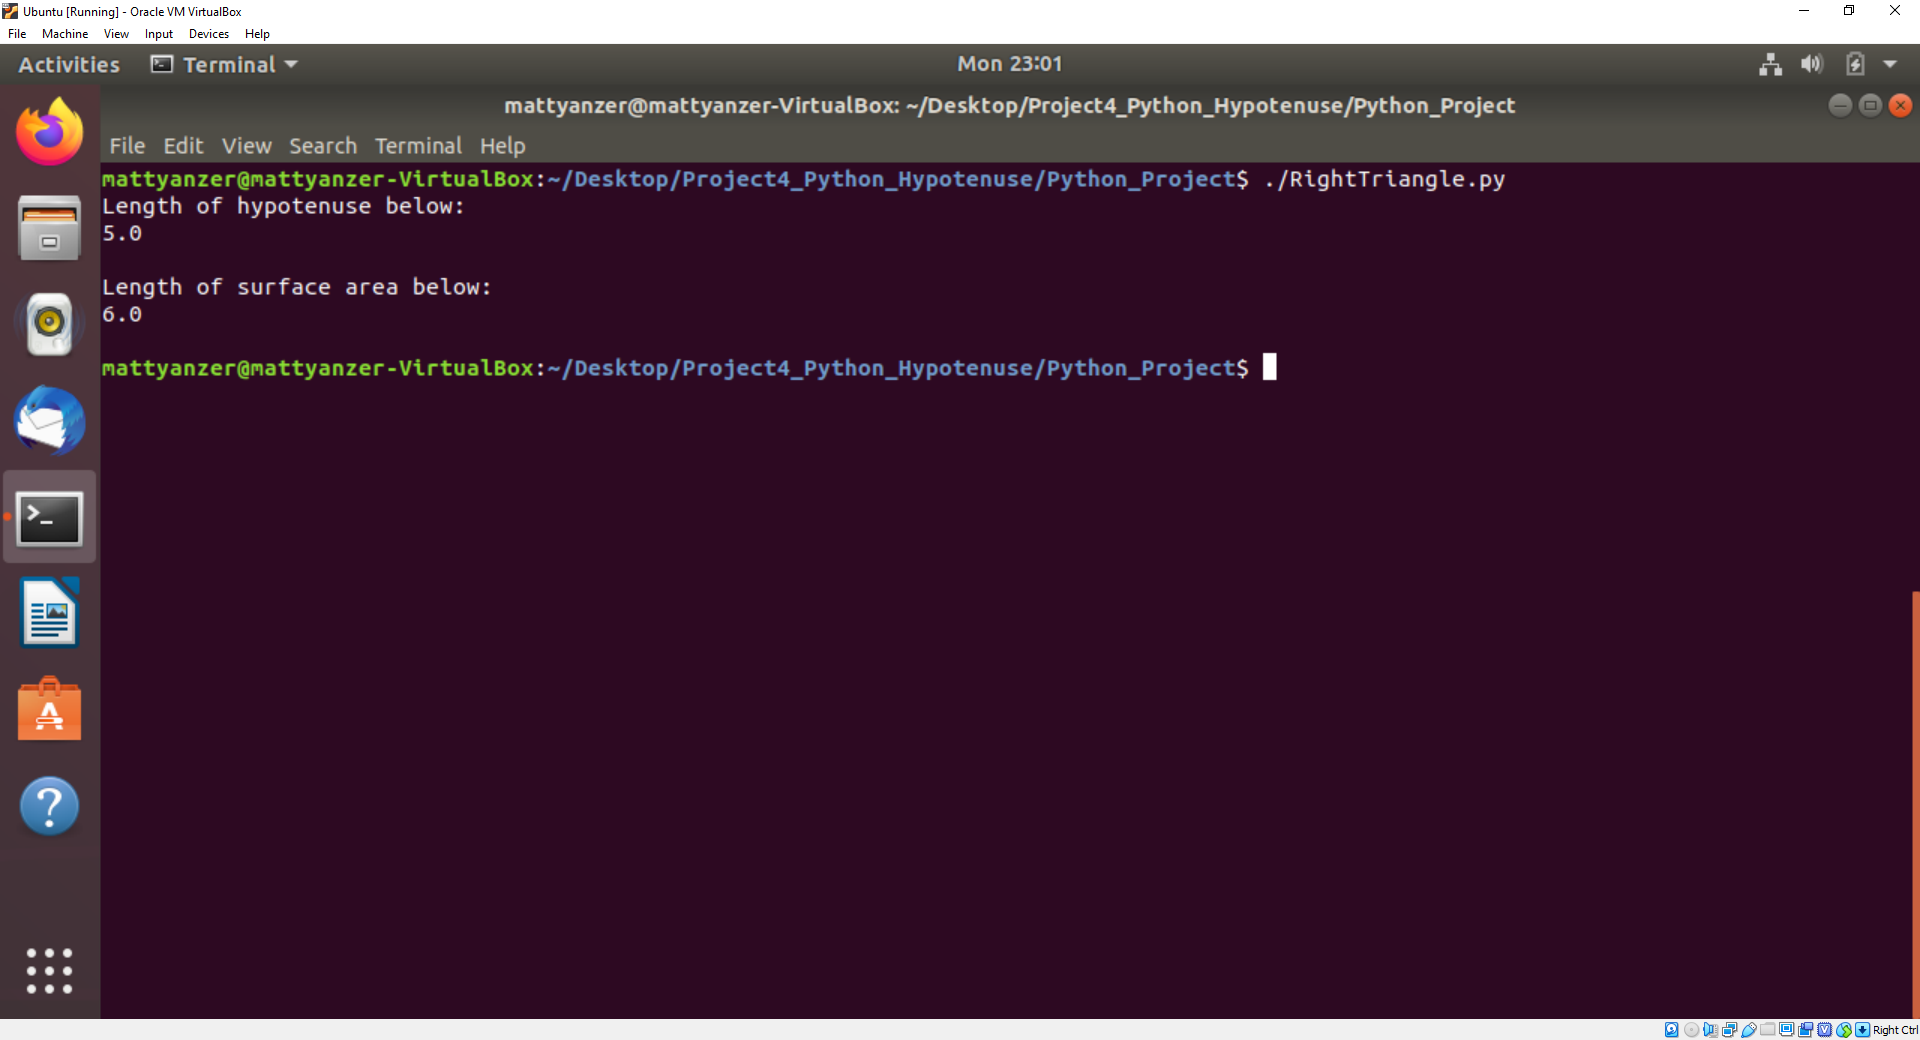 Ubuntu [Running] - Oracle VM VirtualBox
File Machine View Input Devices Help
Activities Terminal Mon 23:01
mattyanzer@mattyanzer-VirtualBox: ~/Desktop/Project4_Python_Hypotenuse/Python_Project
File Edit View Search Terminal Help
mattyanzer@mattyanzer-VirtualBox:~/Desktop/Project4_Python_Hypotenuse/Python_Project$ ./RightTriangle.py
Length of hypotenuse below:
5.0
Length of surface area below:
6.0
mattyanzer@mattyanzer-VirtualBox:~/Desktop/Project4_Python_Hypotenuse/Python_Project$
Right Ctrl